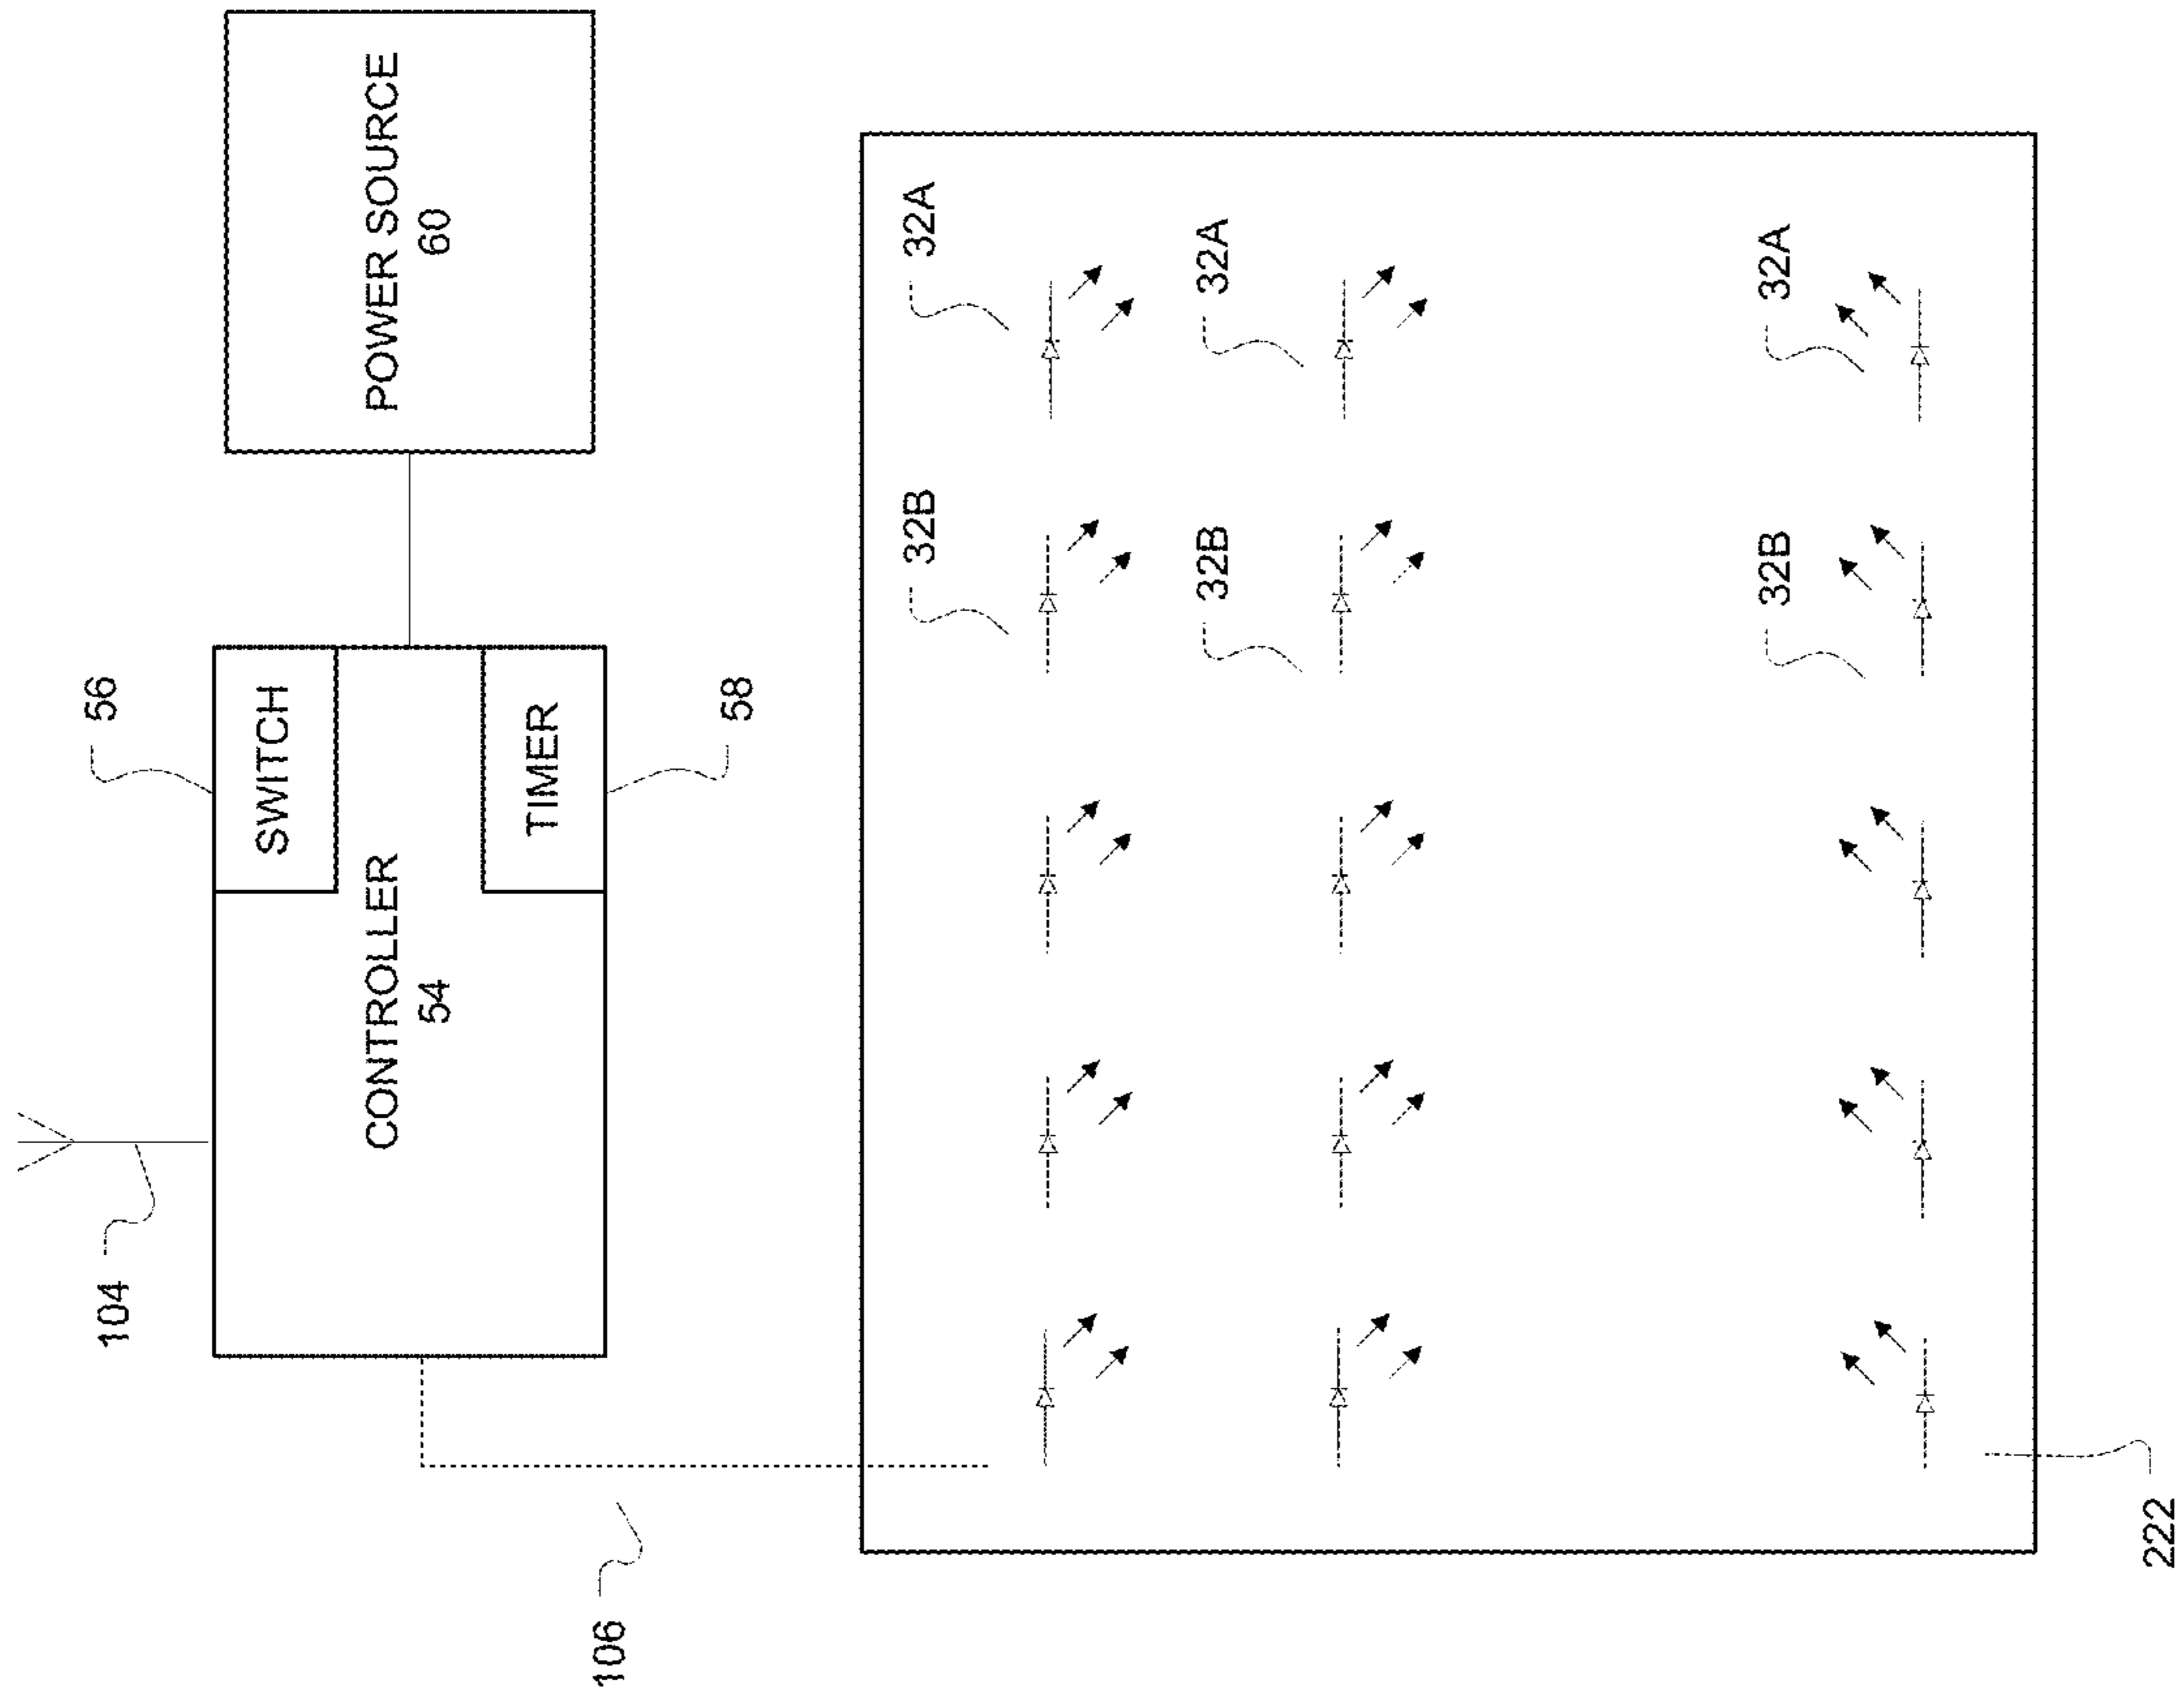 104
56
SWITCH
CONTROLLER
54
TIMER
58
POWER SOURCE
60
106
32B
32A
32B
32A
32B
32A
222